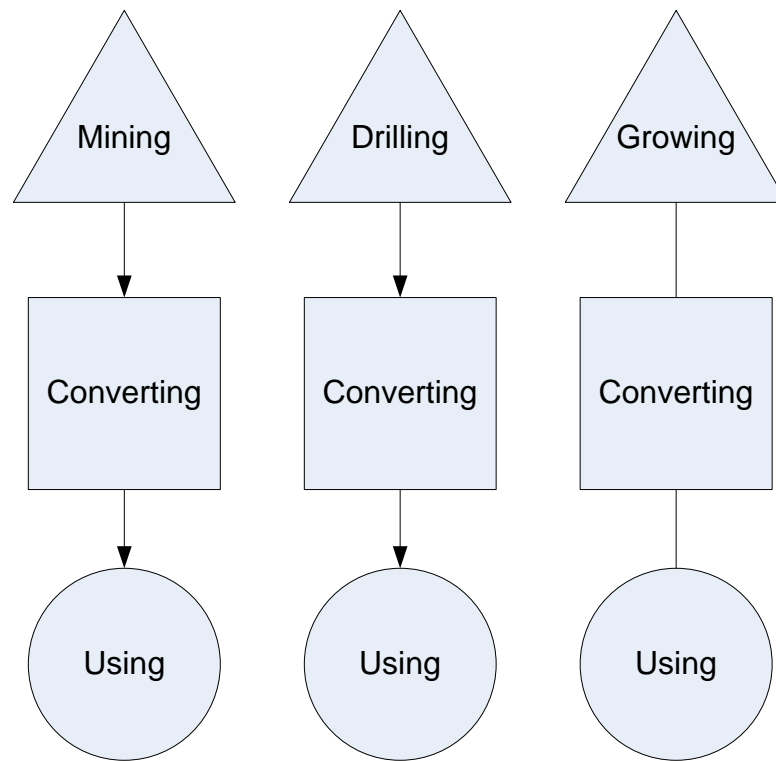 Mining
Drilling
Growing
Converting
Converting
Converting
Using
Using
Using